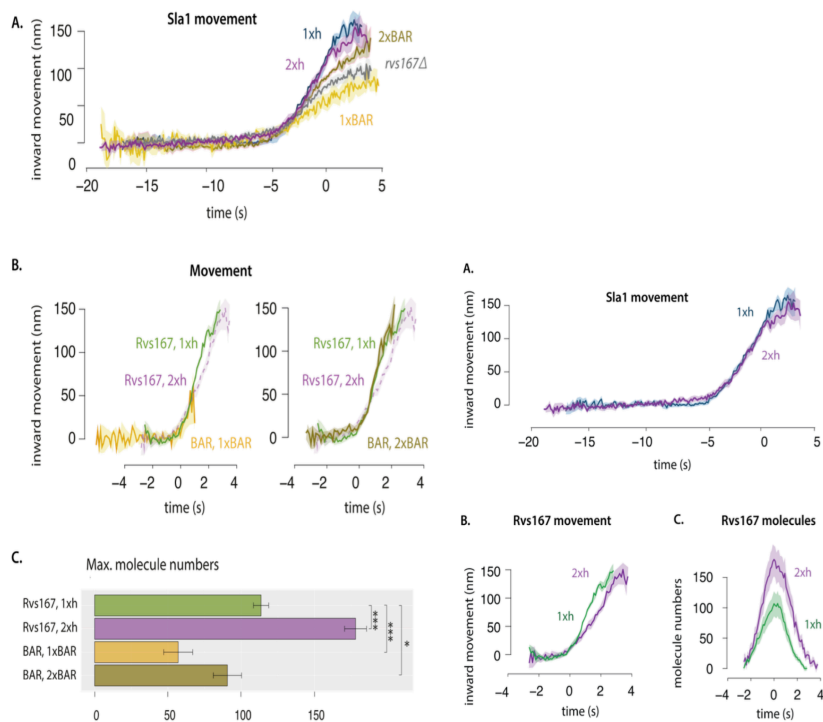 A.
Sla1 movement
inward movement (nm)
150
100
50
0
1xh
2xh
2xBAR
rvs167Δ
1xBAR
−20
−15
−10
−5
0
5
time (s)
B.
Movement
inward movement (nm)
150
100
50
0
Rvs167, 1xh
Rvs167, 2xh
BAR, 1xBAR
−4
−2
0
2
4
time (s)
150
100
50
0
Rvs167, 1xh
Rvs167, 2xh
BAR, 2xBAR
−4
−2
0
2
4
time (s)
C.
Max. molecule numbers
Rvs167, 1xh
Rvs167, 2xh
BAR, 1xBAR
BAR, 2xBAR
***
***
*
0
50
100
150
A.
Sla1 movement
inward movement (nm)
150
100
50
0
1xh
2xh
−20
−15
−10
−5
0
5
time (s)
B.
Rvs167 movement
inward movement (nm)
150
100
50
0
2xh
1xh
−4
−2
0
2
4
time (s)
C.
Rvs167 molecules
molecule numbers
150
100
50
0
2xh
1xh
−4
−2
0
2
4
time (s)